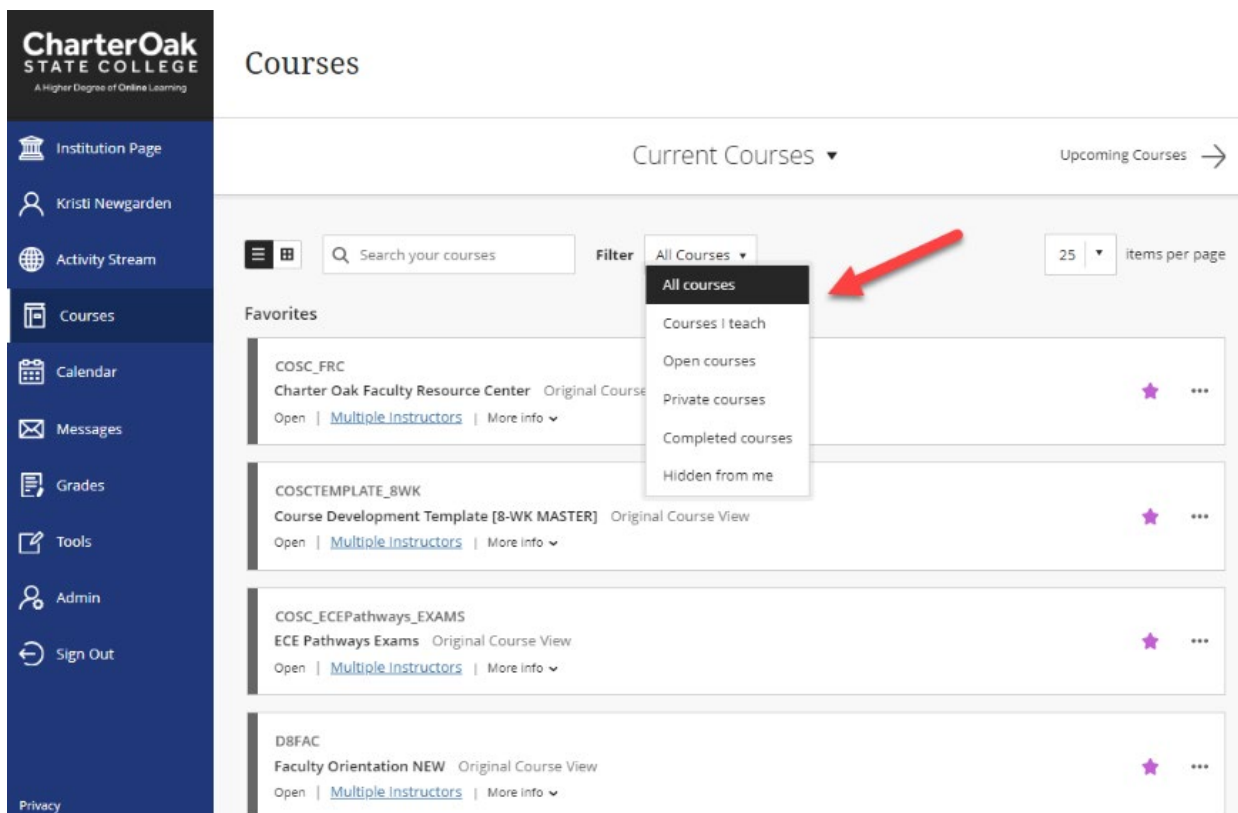 CharterOak
STATE COLLEGE
A Higher Degree of Online Learning
Institution Page
Kristi Newgarden
Activity Stream
Courses
Calendar
Messages
Grades
Tools
Admin
Sign Out
Privacy
Courses
Current Courses
Upcoming Courses
Search your courses
Filter
All Courses
25
items per page
All courses
Courses I teach
Open courses
Private courses
Completed courses
Hidden from me
Favorites
COSC_FRC
Charter Oak Faculty Resource Center Original Course
Open | Multiple Instructors | More info
COSCTEMPLATE_8WK
Course Development Template [8-WK MASTER] Original Course View
Open | Multiple Instructors | More info
COSC_ECEPathways_EXAMS
ECE Pathways Exams Original Course View
Open | Multiple Instructors | More info
D8FAC
Faculty Orientation NEW Original Course View
Open | Multiple Instructors | More info